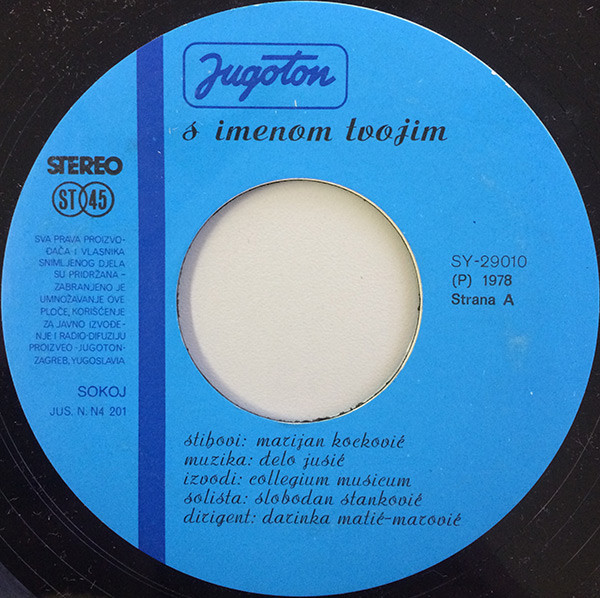 Jugoton
s imenom tvojim
STEREO
ST 45
SVA PRAVA PROIZVO-
ĐAČA I VLASNIKA
SNIMLJENOG DJELA
SU PRIDRŽANA -
ZABRANJENO JE
UMNOŽAVANJE OVE
PLOČE, KORIŠĆENJE
ZA JAVNO IZVOĐE-
NJE I RADIO-DIFUZIJU
PROIZVEO -JUGOTON-
ZAGREB, YUGOSLAVIA
SOKOJ
JUS. N. N4 201
SY-29010
(P) 1978
Strana A
stihovi: marijan kocković
muzika: đelo jusić
izvodi: collegium musicum
solista: slobodan stanković
dirigent: darinka matić-marović